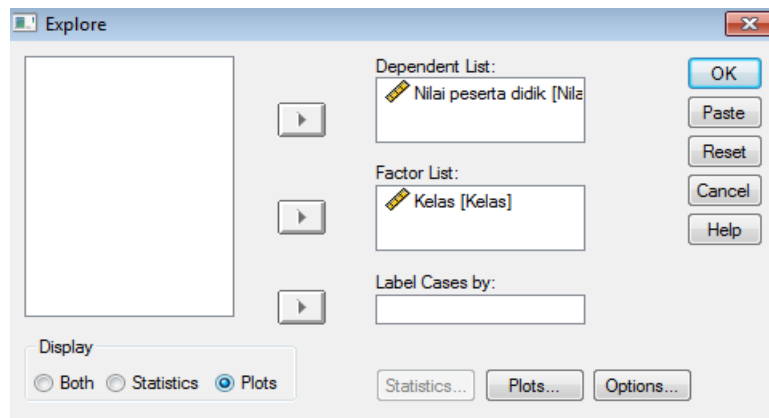 Explore
Dependent List:
Nilai peserta didik [Nila
Factor List:
Kelas [Kelas]
Label Cases by:
Display
Both Statistics Plots
Statistics... Plots... Options...
OK
Paste
Reset
Cancel
Help